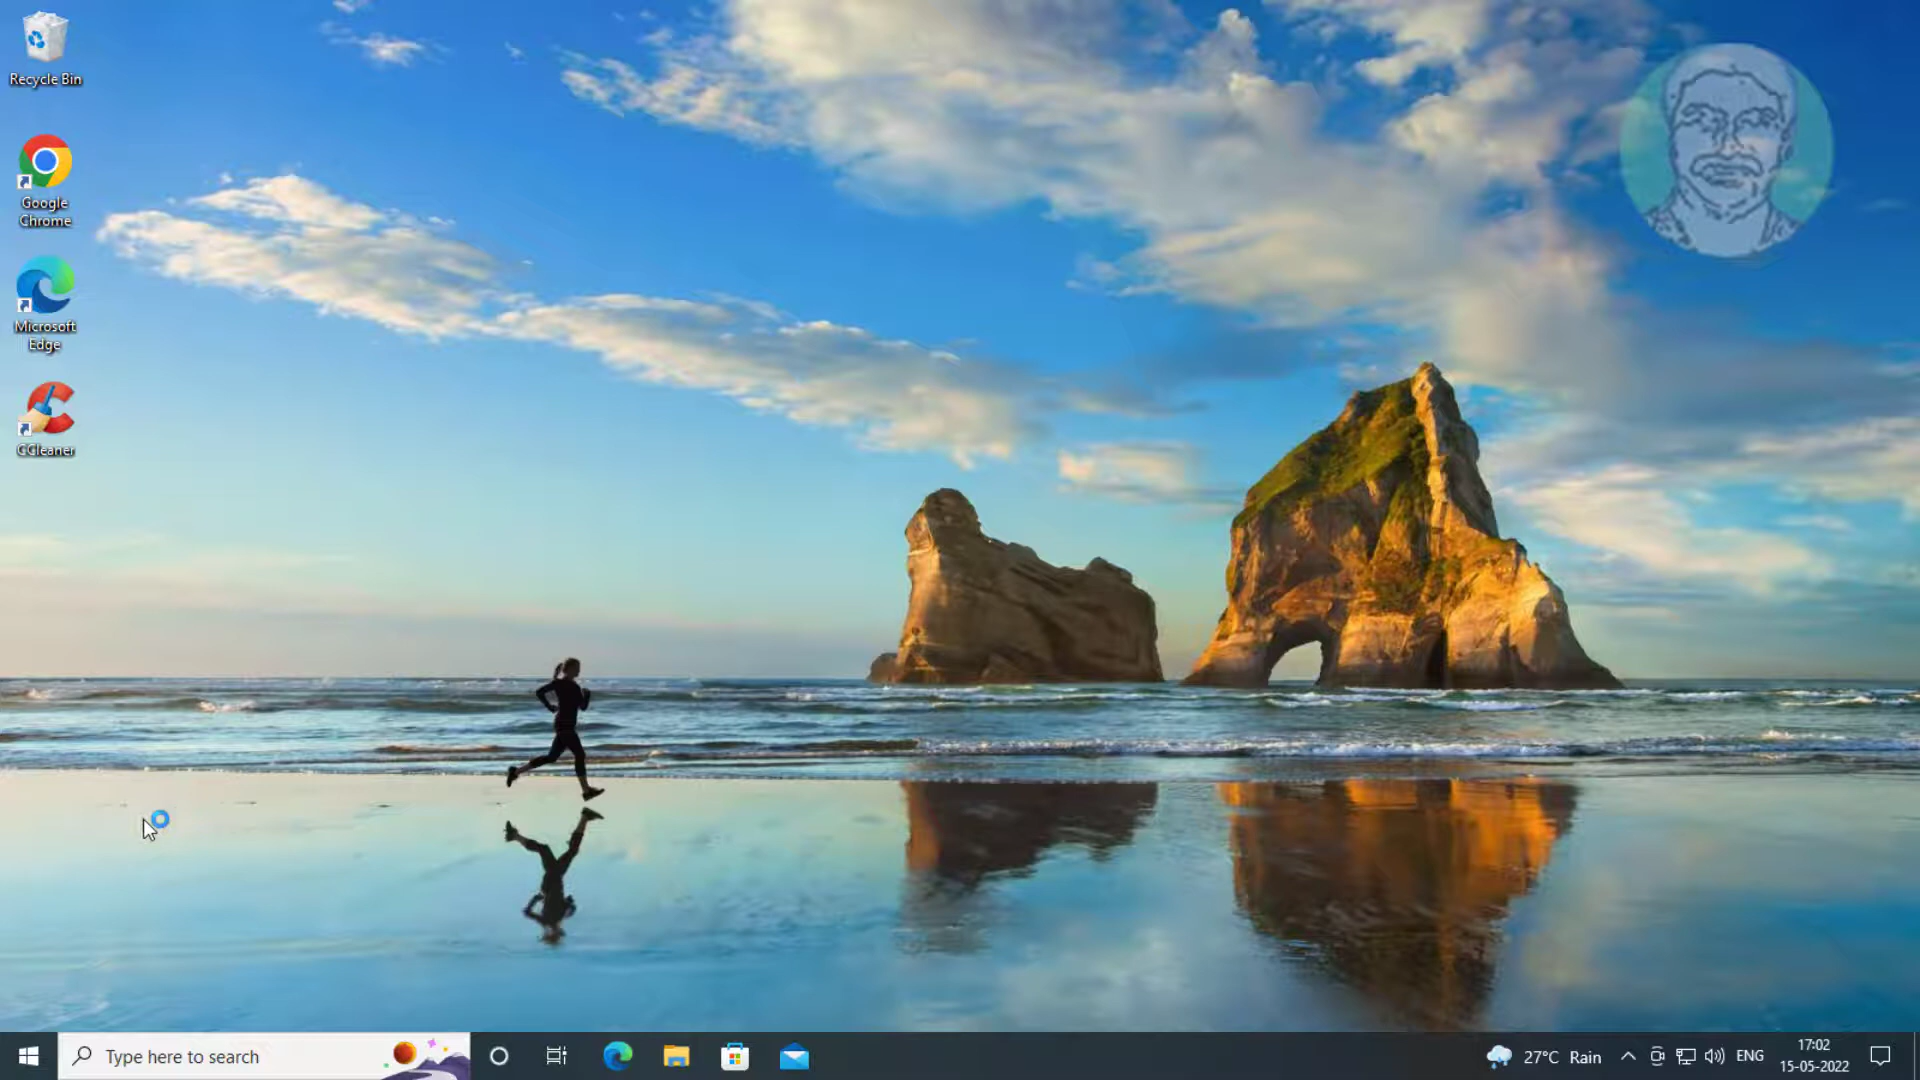 Recycle Bin
Google
Chrome
Microsoft
Edge
CCleaner
Type here to search
27°C Rain
ENG
17:02
15-05-2022